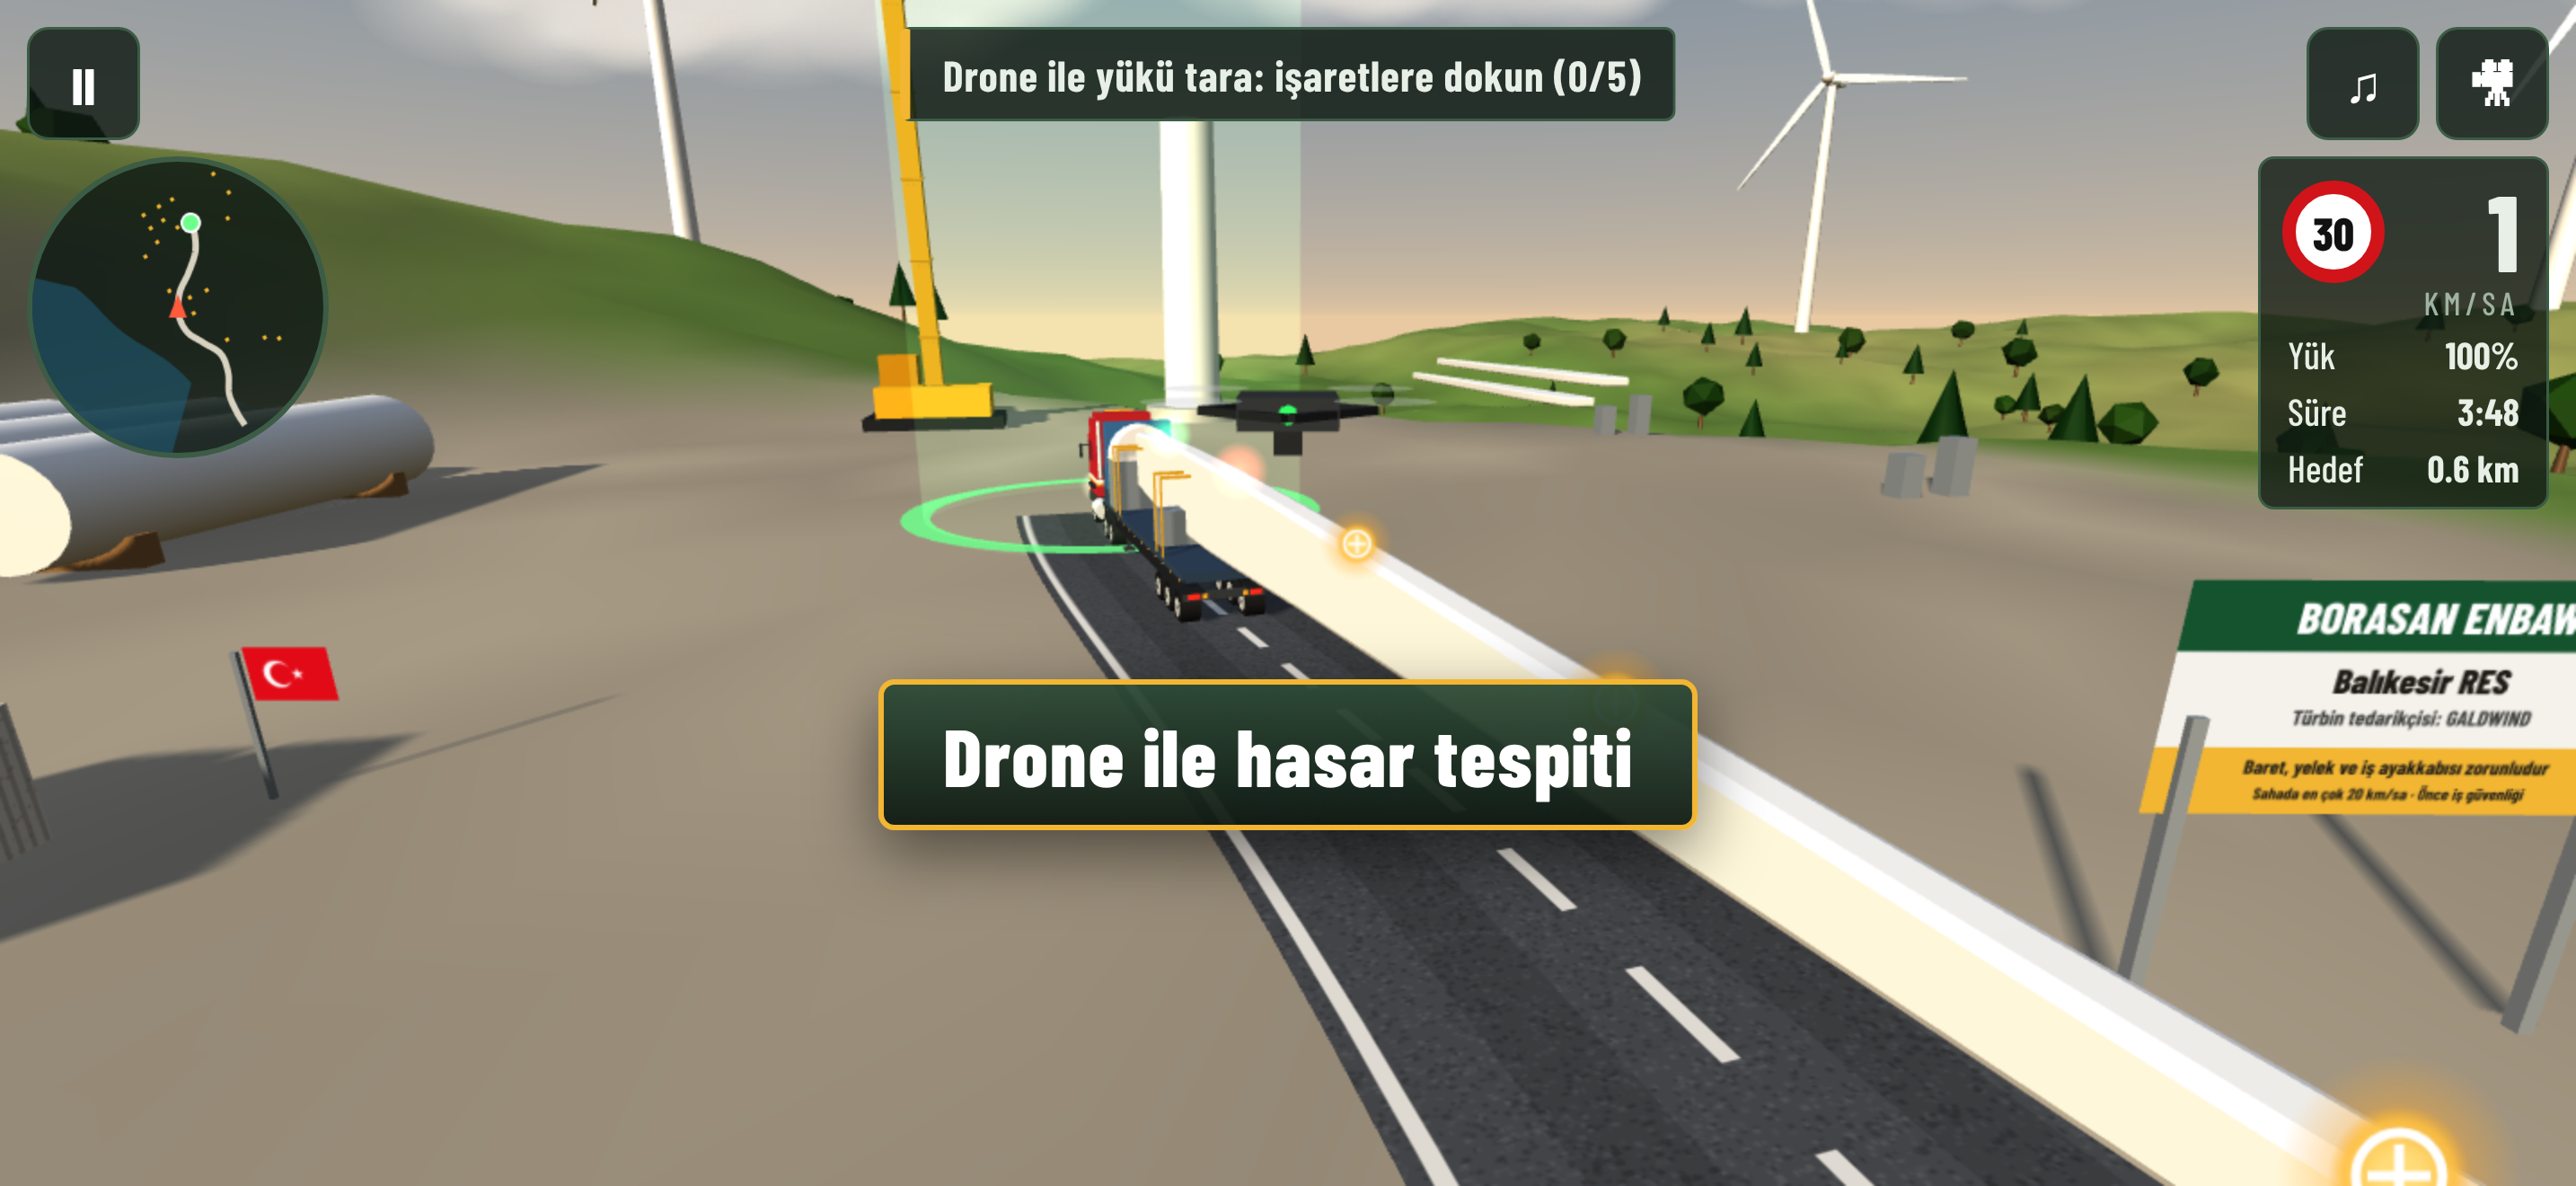 Drone ile yükü tara: işaretlere dokun (0/5)
30
1
KM/SA
Yük 100%
Süre 3:48
Hedef 0.6 km
BORASAN ENBAW
Balıkesir RES
Türbin tedarikçisi: GALDWIND
Baret, yelek ve iş ayakkabısı zorunludur
Sahada en çok 20 km/sa - Önce iş güvenliği
Drone ile hasar tespiti